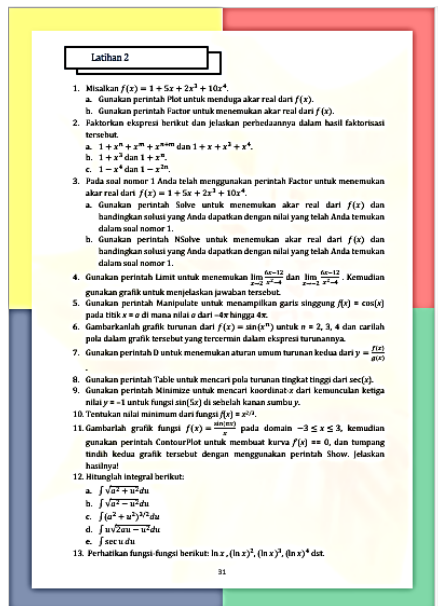 Latihan 2
1. Misalkan f(x) = 1 + 5x + 2x³ + 10x⁴.
a. Gunakan perintah Plot untuk menduga akar real dari f(x).
b. Gunakan perintah Factor untuk menemukan akar real dari f(x).
2. Faktorkan ekspresi berikut dan jelaskan perbedaannya dalam hasil faktorisasi
tersebut.
a. 1 + xⁿ + xᵐ + xⁿ⁺ᵐ dan 1 + x + x³ + x⁴.
b. 1 + x³ dan 1 + xⁿ.
c. 1 − x⁴ dan 1 − x²ⁿ.
3. Pada soal nomor 1 Anda telah menggunakan perintah Factor untuk menemukan
akar real dari f(x) = 1 + 5x + 2x³ + 10x⁴.
a. Gunakan perintah Solve untuk menemukan akar real dari f(x) dan
bandingkan solusi yang Anda dapatkan dengan nilai yang telah Anda temukan
dalam soal nomor 1.
b. Gunakan perintah NSolve untuk menemukan akar real dari f(x) dan
bandingkan solusi yang Anda dapatkan dengan nilai yang telah Anda temukan
dalam soal nomor 1.
4. Gunakan perintah Limit untuk menemukan lim x→2 (6x−12)/(x²−4) dan lim x→−2 (6x−12)/(x²−4). Kemudian
gunakan grafik untuk menjelaskan jawaban tersebut.
5. Gunakan perintah Manipulate untuk menampilkan garis singgung f(x) = cos(x)
pada titik x = a di mana nilai a dari −4π hingga 4π.
6. Gambarkanlah grafik turunan dari f(x) = sin(xⁿ) untuk n = 2, 3, 4 dan carilah
pola dalam grafik tersebut yang tercermin dalam ekspresi turunannya.
7. Gunakan perintah D untuk menemukan aturan umum turunan kedua dari y = f(x)/g(x)
.
8. Gunakan perintah Table untuk mencari pola turunan tingkat tinggi dari sec(x).
9. Gunakan perintah Minimize untuk mencari koordinat-x dari kemunculan ketiga
nilai y = −1 untuk fungsi sin(5x) di sebelah kanan sumbu y.
10. Tentukan nilai minimum dari fungsi f(x) = x²ᐟ³.
11. Gambarlah grafik fungsi f(x) = sin(πx)/x pada domain −3 ≤ x ≤ 3, kemudian
gunakan perintah ContourPlot untuk membuat kurva f'(x) == 0, dan tumpang
tindih kedua grafik tersebut dengan menggunakan perintah Show. Jelaskan
hasilnya!
12. Hitunglah integral berikut:
a. ∫ √(a² + u²) du
b. ∫ √(a² − u²) du
c. ∫ (a² + u²)³ᐟ² du
d. ∫ u√(2au − u²) du
e. ∫ sec u du
13. Perhatikan fungsi-fungsi berikut: ln x, (ln x)², (ln x)³, (ln x)⁴ dst.
31